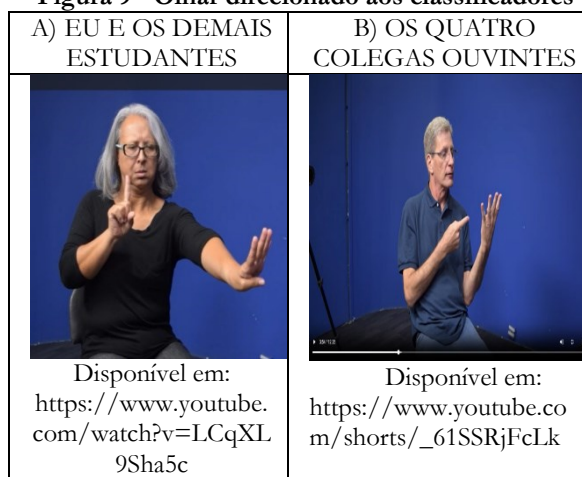 Figura 9 - Olhar direcionado aos classificadores
A) EU E OS DEMAIS
ESTUDANTES
B) OS QUATRO
COLEGAS OUVINTES
Disponível em:
https://www.youtube.
com/watch?v=LCqXL
9Sha5c
Disponível em:
https://www.youtube.co
m/shorts/_61SSRjFcLk